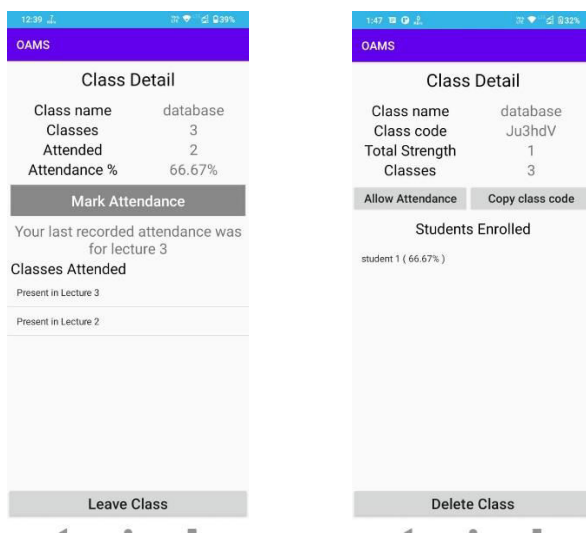 12:39
39%
OAMS
Class Detail
Class name database
Classes 3
Attended 2
Attendance % 66.67%
Mark Attendance
Your last recorded attendance was
for lecture 3
Classes Attended
Present in Lecture 3
Present in Lecture 2
Leave Class
1:47
32%
OAMS
Class Detail
Class name database
Class code Ju3hdV
Total Strength 1
Classes 3
Allow Attendance Copy class code
Students Enrolled
student 1 ( 66.67% )
Delete Class